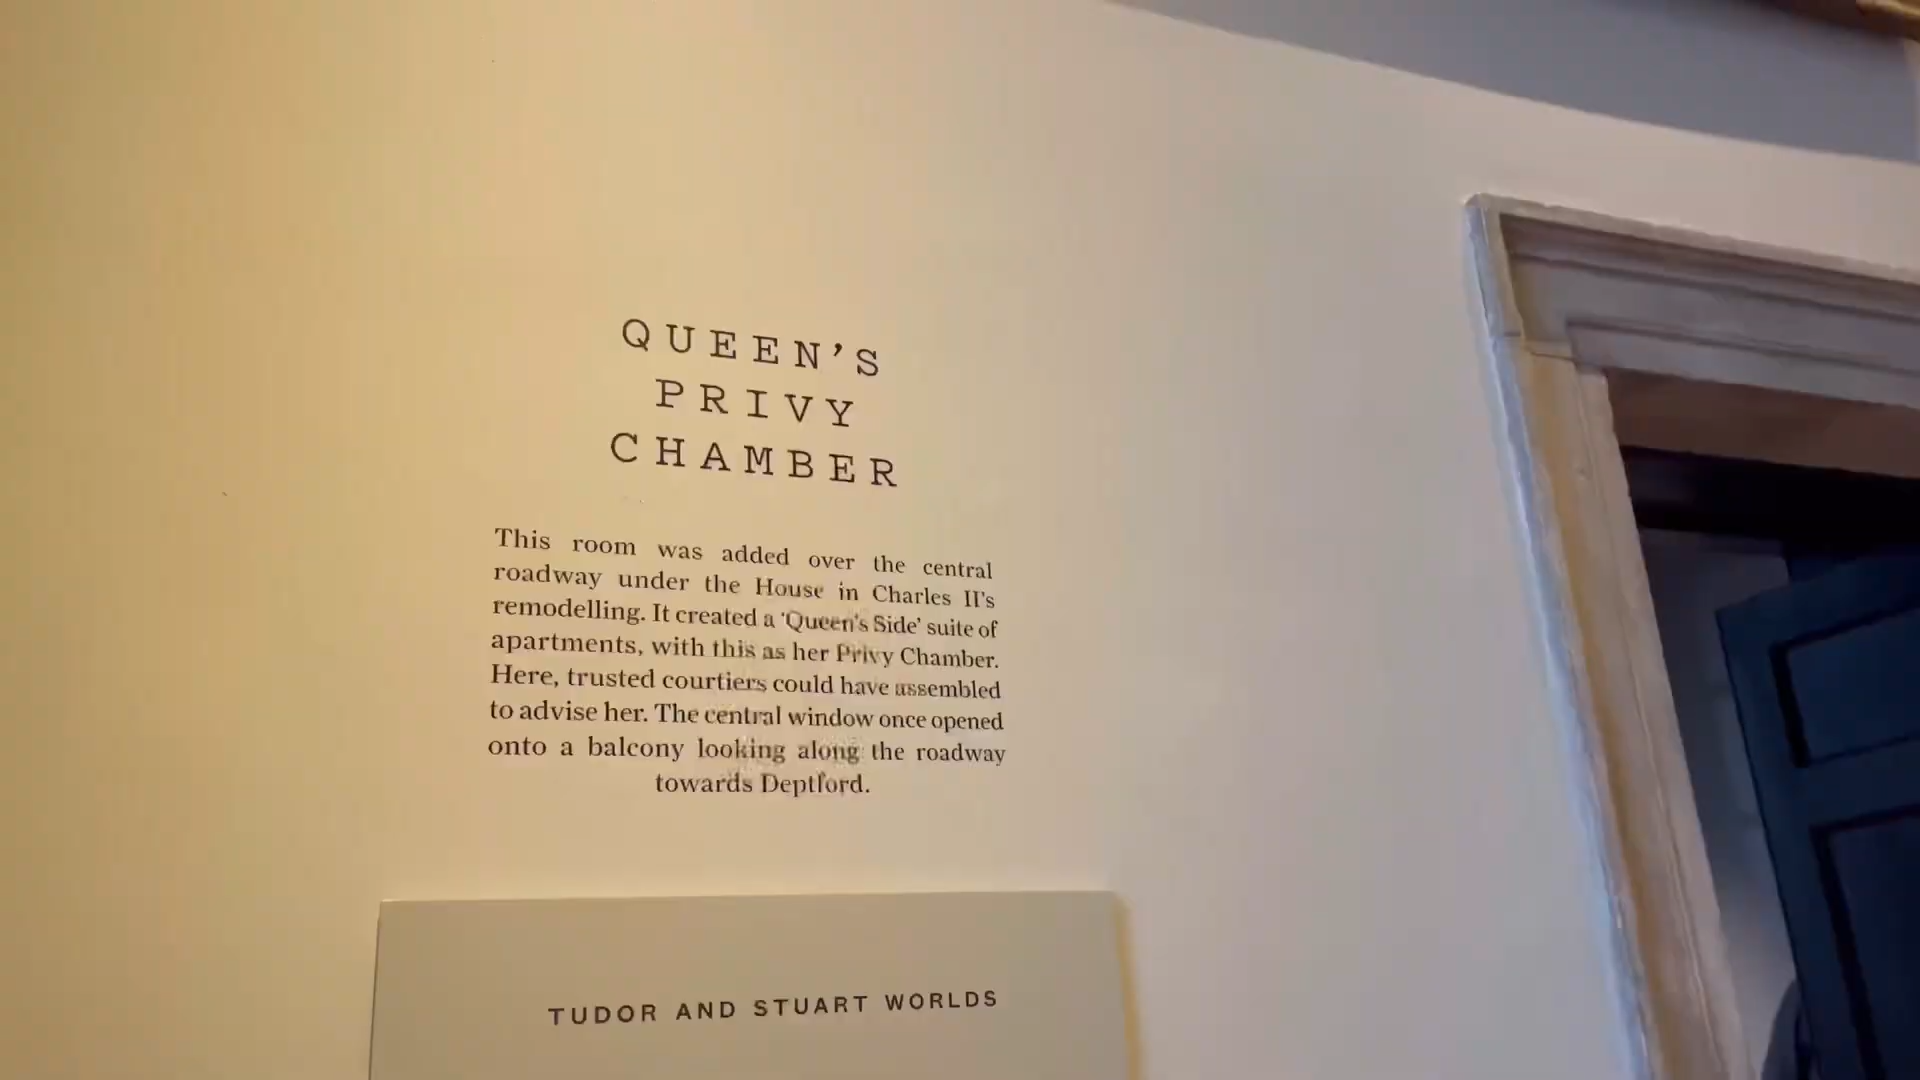 QUEEN'S
PRIVY
CHAMBER
This room was added over the central
roadway under the House in Charles II's
remodelling. It created a 'Queen's Side' suite of
apartments, with this as her Privy Chamber.
Here, trusted courtiers could have assembled
to advise her. The central window once opened
onto a balcony looking along the roadway
towards Deptford.
TUDOR AND STUART WORLDS